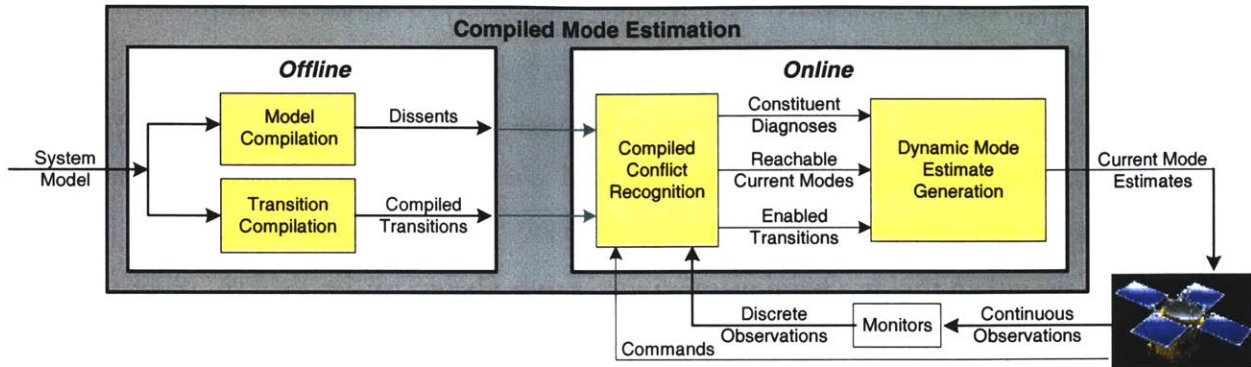 Compiled Mode Estimation
Offline
Online
System
Model
Model
Compilation
Dissents
Transition
Compilation
Compiled
Transitions
Compiled
Conflict
Recognition
Constituent
Diagnoses
Reachable
Current Modes
Enabled
Transitions
Dynamic Mode
Estimate
Generation
Current Mode
Estimates
Discrete
Observations
Monitors
Continuous
Observations
Commands